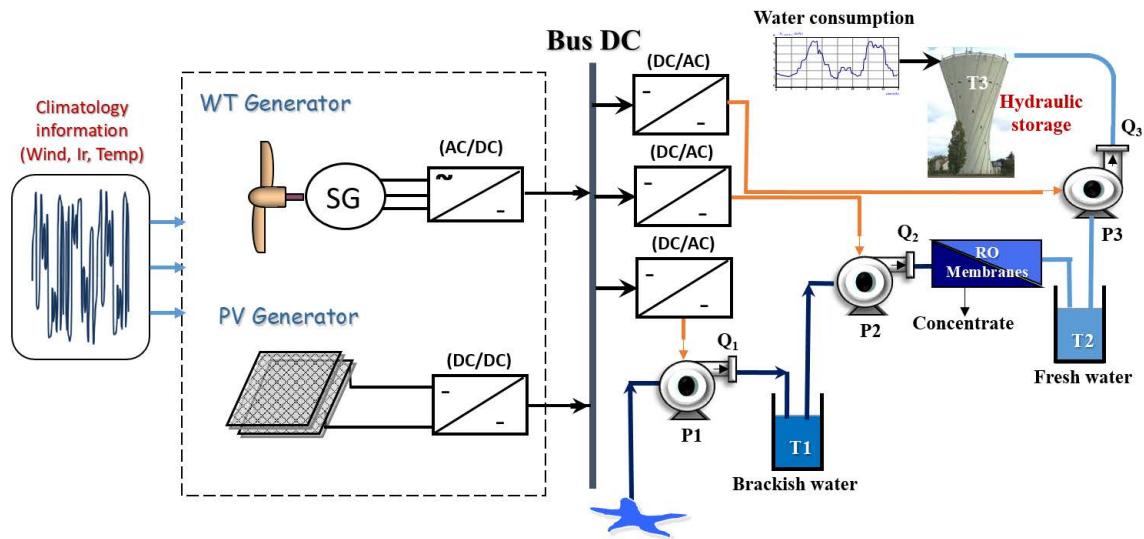 Water consumption
Bus DC
(DC/AC)
T3
Hydraulic
storage
Climatology
information
(Wind, Ir, Temp)
WT Generator
(AC/DC)
SG
~
-
-
-
(DC/AC)
-
-
Q3
P3
(DC/AC)
-
-
Q2
P2
RO
Membranes
Concentrate
T2
Fresh water
PV Generator
(DC/DC)
-
-
Q1
P1
T1
Brackish water